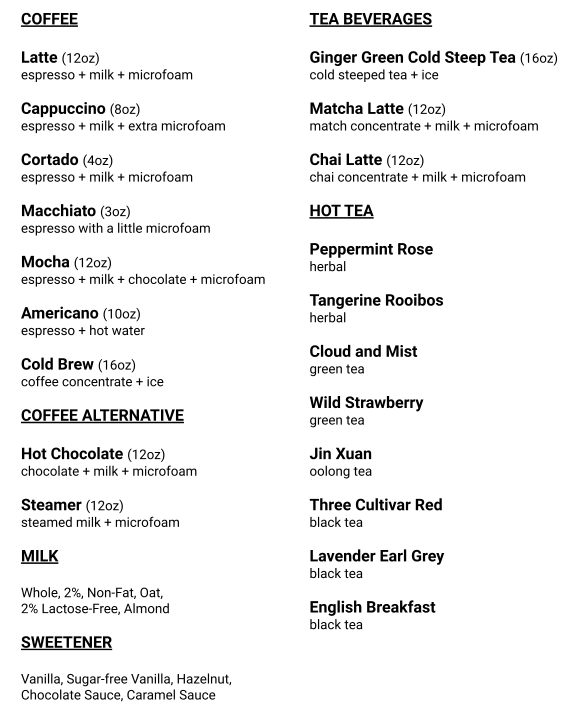 COFFEE
Latte (12oz)
espresso + milk + microfoam
Cappuccino (8oz)
espresso + milk + extra microfoam
Cortado (4oz)
espresso + milk + microfoam
Macchiato (3oz)
espresso with a little microfoam
Mocha (12oz)
espresso + milk + chocolate + microfoam
Americano (10oz)
espresso + hot water
Cold Brew (16oz)
coffee concentrate + ice
COFFEE ALTERNATIVE
Hot Chocolate (12oz)
chocolate + milk + microfoam
Steamer (12oz)
steamed milk + microfoam
MILK
Whole, 2%, Non-Fat, Oat,
2% Lactose-Free, Almond
SWEETENER
Vanilla, Sugar-free Vanilla, Hazelnut,
Chocolate Sauce, Caramel Sauce
TEA BEVERAGES
Ginger Green Cold Steep Tea (16oz)
cold steeped tea + ice
Matcha Latte (12oz)
match concentrate + milk + microfoam
Chai Latte (12oz)
chai concentrate + milk + microfoam
HOT TEA
Peppermint Rose
herbal
Tangerine Rooibos
herbal
Cloud and Mist
green tea
Wild Strawberry
green tea
Jin Xuan
oolong tea
Three Cultivar Red
black tea
Lavender Earl Grey
black tea
English Breakfast
black tea